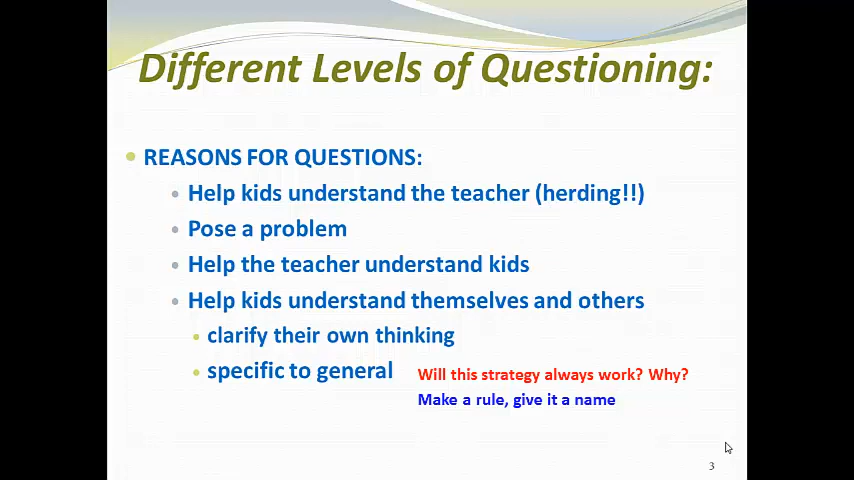 Different Levels of Questioning:
REASONS FOR QUESTIONS:
Help kids understand the teacher (herding!!)
Pose a problem
Help the teacher understand kids
Help kids understand themselves and others
clarify their own thinking
specific to general
Will this strategy always work? Why?
Make a rule, give it a name
3